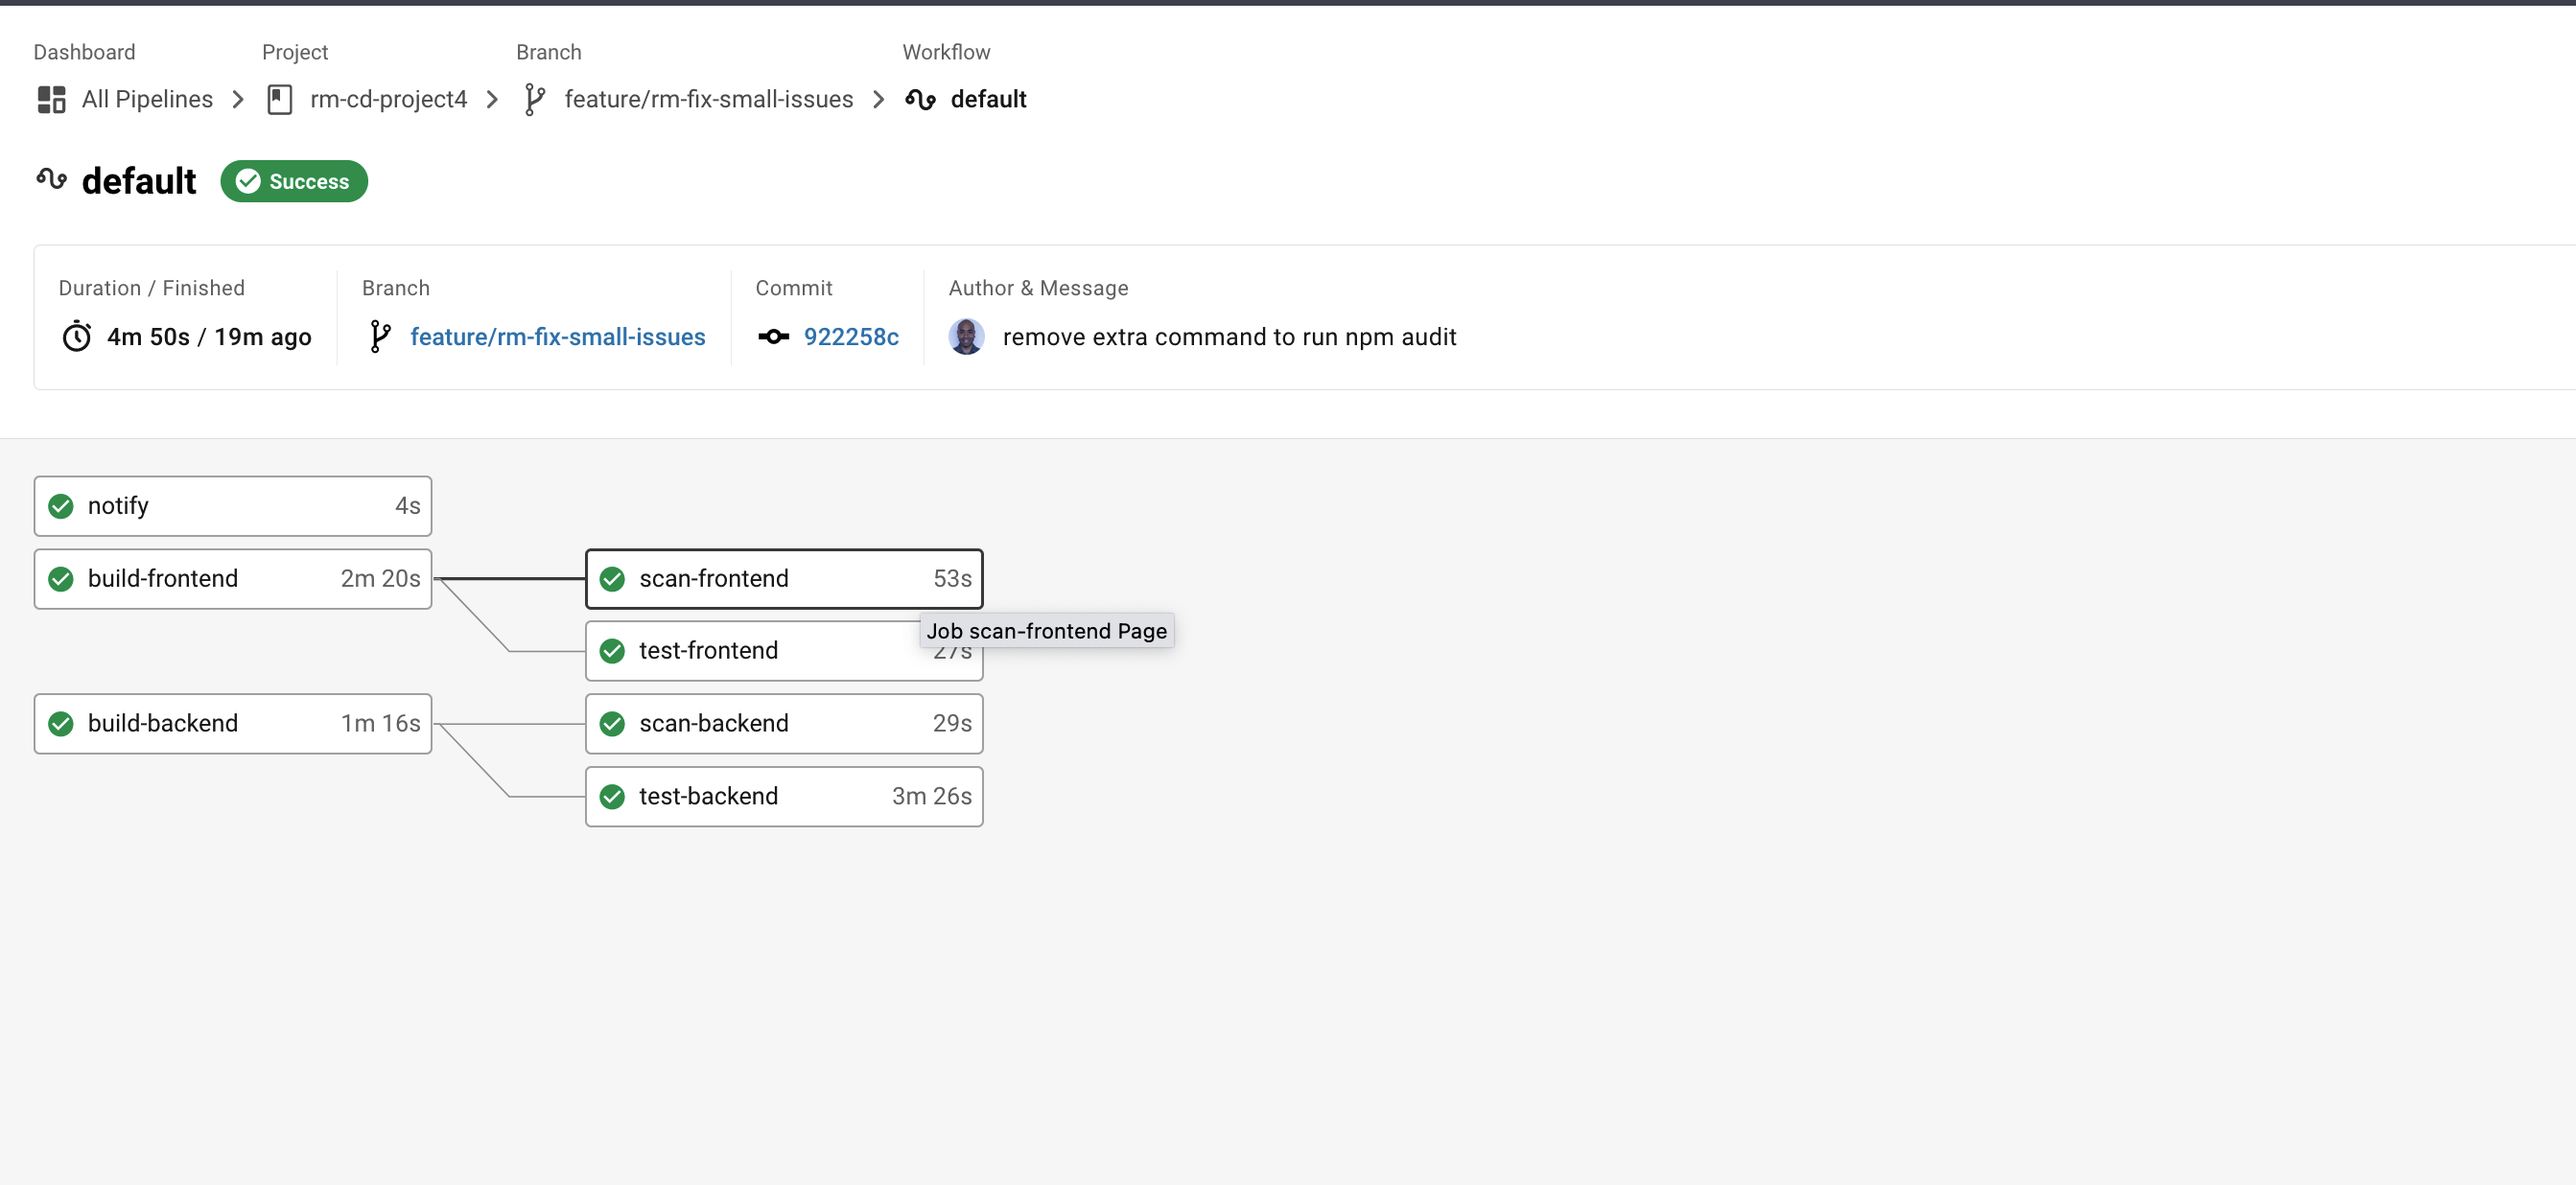 Dashboard Project Branch Workflow
All Pipelines rm-cd-project4 feature/rm-fix-small-issues default
default Success
Duration / Finished Branch Commit Author & Message
4m 50s / 19m ago feature/rm-fix-small-issues 922258c remove extra command to run npm audit
notify 4s
build-frontend 2m 20s scan-frontend 53s
Job scan-frontend Page
test-frontend 27s
build-backend 1m 16s scan-backend 29s
test-backend 3m 26s